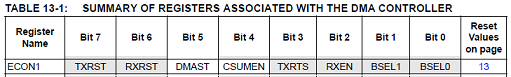 TABLE 13-1: SUMMARY OF REGISTERS ASSOCIATED WITH THE DMA CONTROLLER
Register Name Bit 7 Bit 6 Bit 5 Bit 4 Bit 3 Bit 2 Bit 1 Bit 0 Reset Values on page
ECON1 TXRST RXRST DMAST CSUMEN TXRTS RXEN BSEL1 BSEL0 13